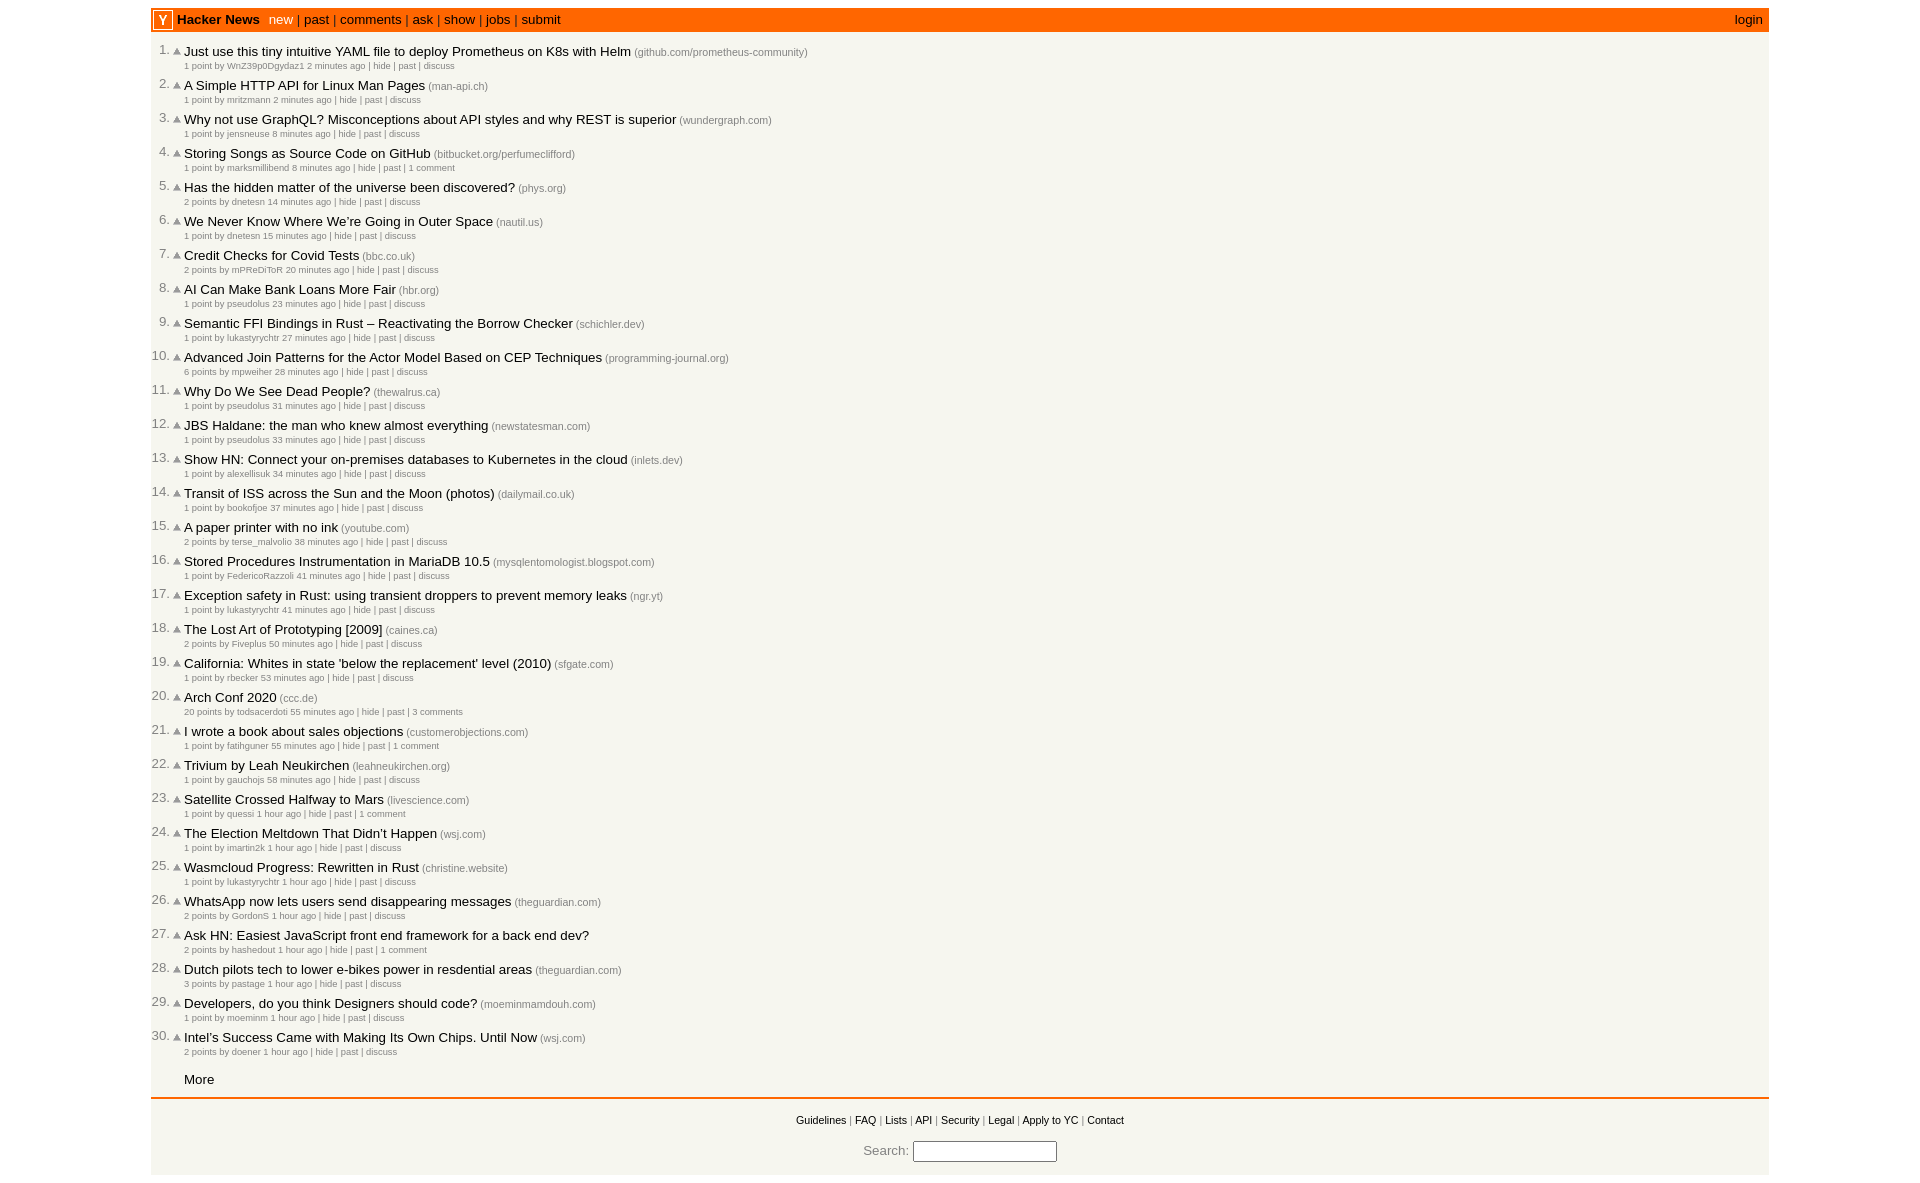 Y Hacker News new | past | comments | ask | show | jobs | submit login
1. Just use this tiny intuitive YAML file to deploy Prometheus on K8s with Helm (github.com/prometheus-community)
1 point by WnZ39p0Dgydaz1 2 minutes ago | hide | past | discuss
2. A Simple HTTP API for Linux Man Pages (man-api.ch)
1 point by mritzmann 2 minutes ago | hide | past | discuss
3. Why not use GraphQL? Misconceptions about API styles and why REST is superior (wundergraph.com)
1 point by jensneuse 8 minutes ago | hide | past | discuss
4. Storing Songs as Source Code on GitHub (bitbucket.org/perfumeclifford)
1 point by marksmillibend 8 minutes ago | hide | past | 1 comment
5. Has the hidden matter of the universe been discovered? (phys.org)
2 points by dnetesn 14 minutes ago | hide | past | discuss
6. We Never Know Where We’re Going in Outer Space (nautil.us)
1 point by dnetesn 15 minutes ago | hide | past | discuss
7. Credit Checks for Covid Tests (bbc.co.uk)
2 points by mPReDiToR 20 minutes ago | hide | past | discuss
8. AI Can Make Bank Loans More Fair (hbr.org)
1 point by pseudolus 23 minutes ago | hide | past | discuss
9. Semantic FFI Bindings in Rust – Reactivating the Borrow Checker (schichler.dev)
1 point by lukastyrychtr 27 minutes ago | hide | past | discuss
10. Advanced Join Patterns for the Actor Model Based on CEP Techniques (programming-journal.org)
6 points by mpweiher 28 minutes ago | hide | past | discuss
11. Why Do We See Dead People? (thewalrus.ca)
1 point by pseudolus 31 minutes ago | hide | past | discuss
12. JBS Haldane: the man who knew almost everything (newstatesman.com)
1 point by pseudolus 33 minutes ago | hide | past | discuss
13. Show HN: Connect your on-premises databases to Kubernetes in the cloud (inlets.dev)
1 point by alexellisuk 34 minutes ago | hide | past | discuss
14. Transit of ISS across the Sun and the Moon (photos) (dailymail.co.uk)
1 point by bookofjoe 37 minutes ago | hide | past | discuss
15. A paper printer with no ink (youtube.com)
2 points by terse_malvolio 38 minutes ago | hide | past | discuss
16. Stored Procedures Instrumentation in MariaDB 10.5 (mysqlentomologist.blogspot.com)
1 point by FedericoRazzoli 41 minutes ago | hide | past | discuss
17. Exception safety in Rust: using transient droppers to prevent memory leaks (ngr.yt)
1 point by lukastyrychtr 41 minutes ago | hide | past | discuss
18. The Lost Art of Prototyping [2009] (caines.ca)
2 points by Fiveplus 50 minutes ago | hide | past | discuss
19. California: Whites in state 'below the replacement' level (2010) (sfgate.com)
1 point by rbecker 53 minutes ago | hide | past | discuss
20. Arch Conf 2020 (ccc.de)
20 points by todsacerdoti 55 minutes ago | hide | past | 3 comments
21. I wrote a book about sales objections (customerobjections.com)
1 point by fatihguner 55 minutes ago | hide | past | 1 comment
22. Trivium by Leah Neukirchen (leahneukirchen.org)
1 point by gauchojs 58 minutes ago | hide | past | discuss
23. Satellite Crossed Halfway to Mars (livescience.com)
1 point by quessi 1 hour ago | hide | past | 1 comment
24. The Election Meltdown That Didn’t Happen (wsj.com)
1 point by imartin2k 1 hour ago | hide | past | discuss
25. Wasmcloud Progress: Rewritten in Rust (christine.website)
1 point by lukastyrychtr 1 hour ago | hide | past | discuss
26. WhatsApp now lets users send disappearing messages (theguardian.com)
2 points by GordonS 1 hour ago | hide | past | discuss
27. Ask HN: Easiest JavaScript front end framework for a back end dev?
2 points by hashedout 1 hour ago | hide | past | 1 comment
28. Dutch pilots tech to lower e-bikes power in resdential areas (theguardian.com)
3 points by pastage 1 hour ago | hide | past | discuss
29. Developers, do you think Designers should code? (moeminmamdouh.com)
1 point by moeminm 1 hour ago | hide | past | discuss
30. Intel’s Success Came with Making Its Own Chips. Until Now (wsj.com)
2 points by doener 1 hour ago | hide | past | discuss
More
Guidelines | FAQ | Lists | API | Security | Legal | Apply to YC | Contact
Search: